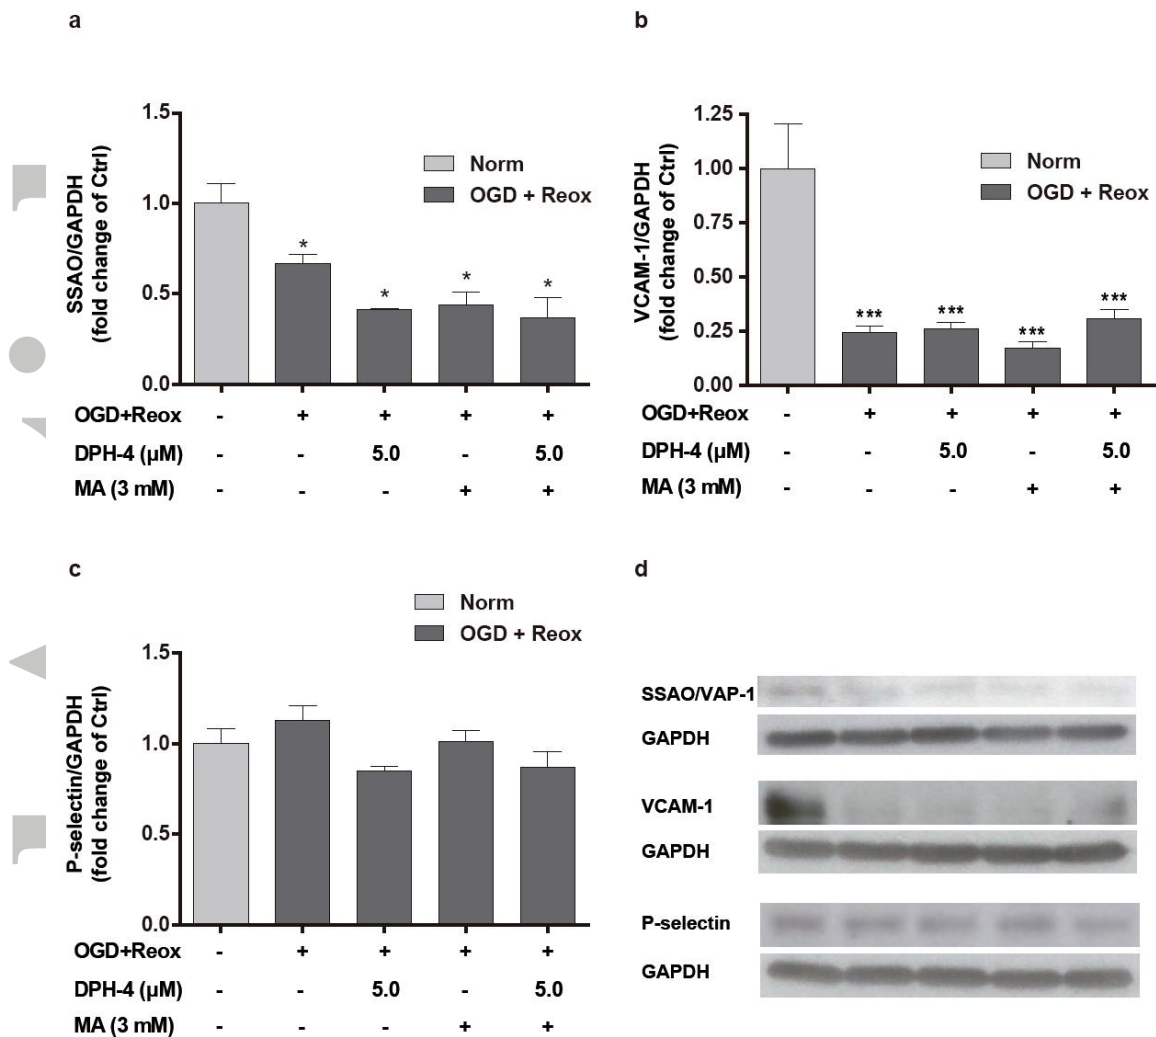 a
1.5
1.0
0.5
0.0
SSAO/GAPDH
(fold change of Ctrl)
Norm
OGD + Reox
*
*
*
*
OGD+Reox - + + + +
DPH-4 (µM) - - 5.0 - 5.0
MA (3 mM) - - - + +
b
1.25
1.00
0.75
0.50
0.25
0.00
VCAM-1/GAPDH
(fold change of Ctrl)
Norm
OGD + Reox
***
***
***
***
OGD+Reox - + + + +
DPH-4 (µM) - - 5.0 - 5.0
MA (3 mM) - - - + +
c
1.5
1.0
0.5
0.0
P-selectin/GAPDH
(fold change of Ctrl)
Norm
OGD + Reox
OGD+Reox - + + + +
DPH-4 (µM) - - 5.0 - 5.0
MA (3 mM) - - - + +
d
SSAO/VAP-1
GAPDH
VCAM-1
GAPDH
P-selectin
GAPDH